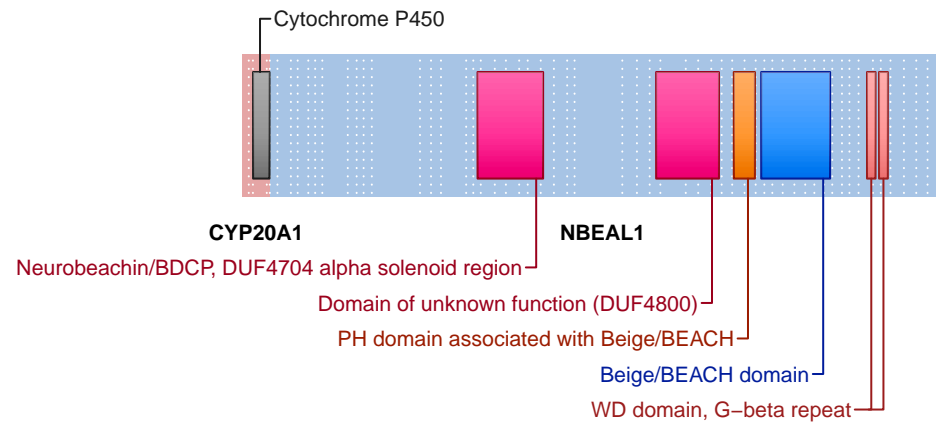 Cytochrome P450
CYP20A1
NBEAL1
Neurobeachin/BDCP, DUF4704 alpha solenoid region
Domain of unknown function (DUF4800)
PH domain associated with Beige/BEACH
Beige/BEACH domain
WD domain, G−beta repeat